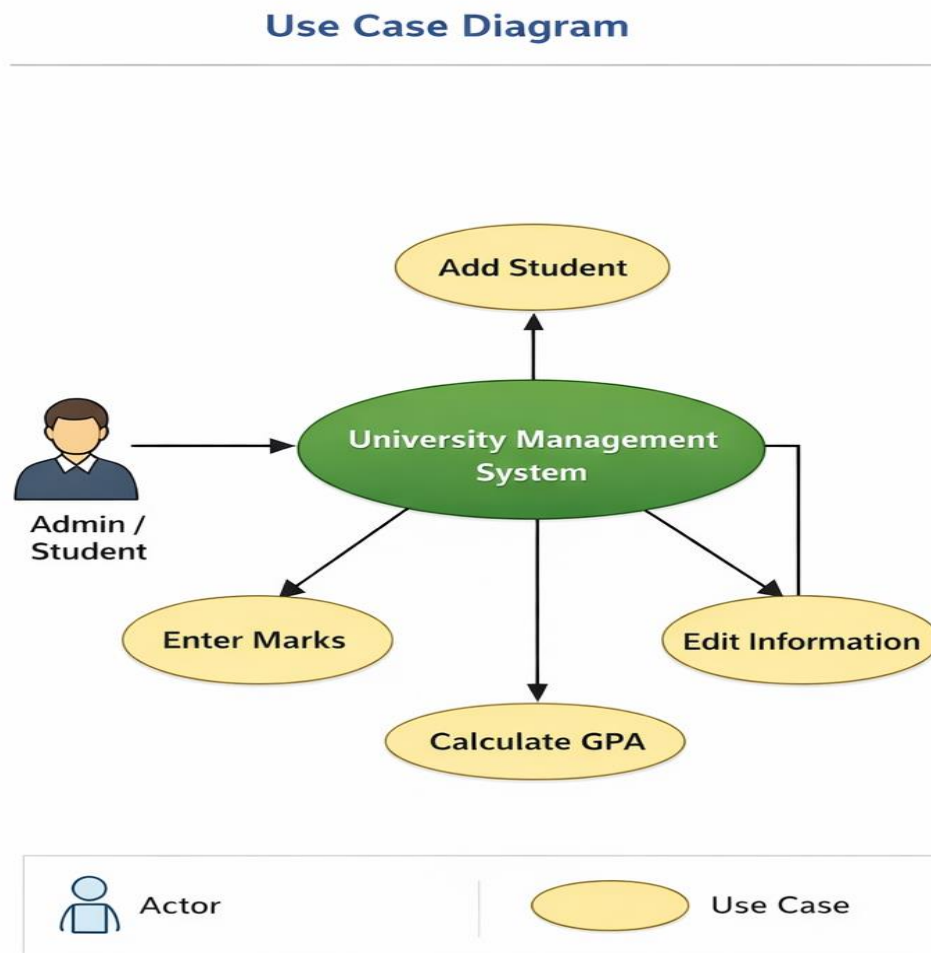 Use Case Diagram
Add Student
University Management
System
Admin /
Student
Enter Marks
Edit Information
Calculate GPA
Actor
Use Case